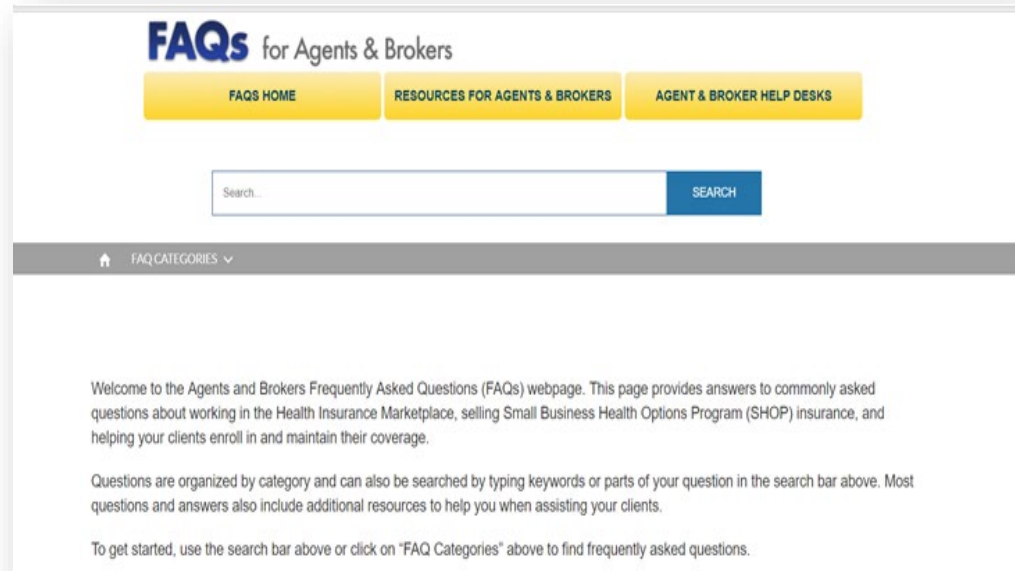 FAQs for Agents & Brokers
FAQS HOME RESOURCES FOR AGENTS & BROKERS AGENT & BROKER HELP DESKS
Search... SEARCH
FAQ CATEGORIES
Welcome to the Agents and Brokers Frequently Asked Questions (FAQs) webpage. This page provides answers to commonly asked
questions about working in the Health Insurance Marketplace, selling Small Business Health Options Program (SHOP) insurance, and
helping your clients enroll in and maintain their coverage.
Questions are organized by category and can also be searched by typing keywords or parts of your question in the search bar above. Most
questions and answers also include additional resources to help you when assisting your clients.
To get started, use the search bar above or click on “FAQ Categories” above to find frequently asked questions.